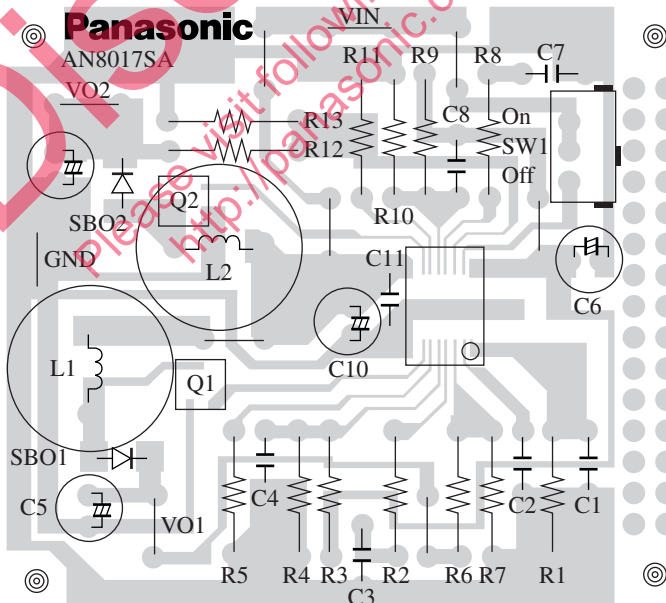 Panasonic
VIN
AN8017SA
R11
R9
R8
C7
VO2
C8
On
R13
SW1
R12
Off
Q2
SBO2
R10
GND
L2
C11
C6
L1
Q1
C10
SBO1
C5
VO1
C4
C2
C1
R5
R4
R3
R2
R6
R7
R1
C3
Please visit followi
http://panasonic.c
Disc